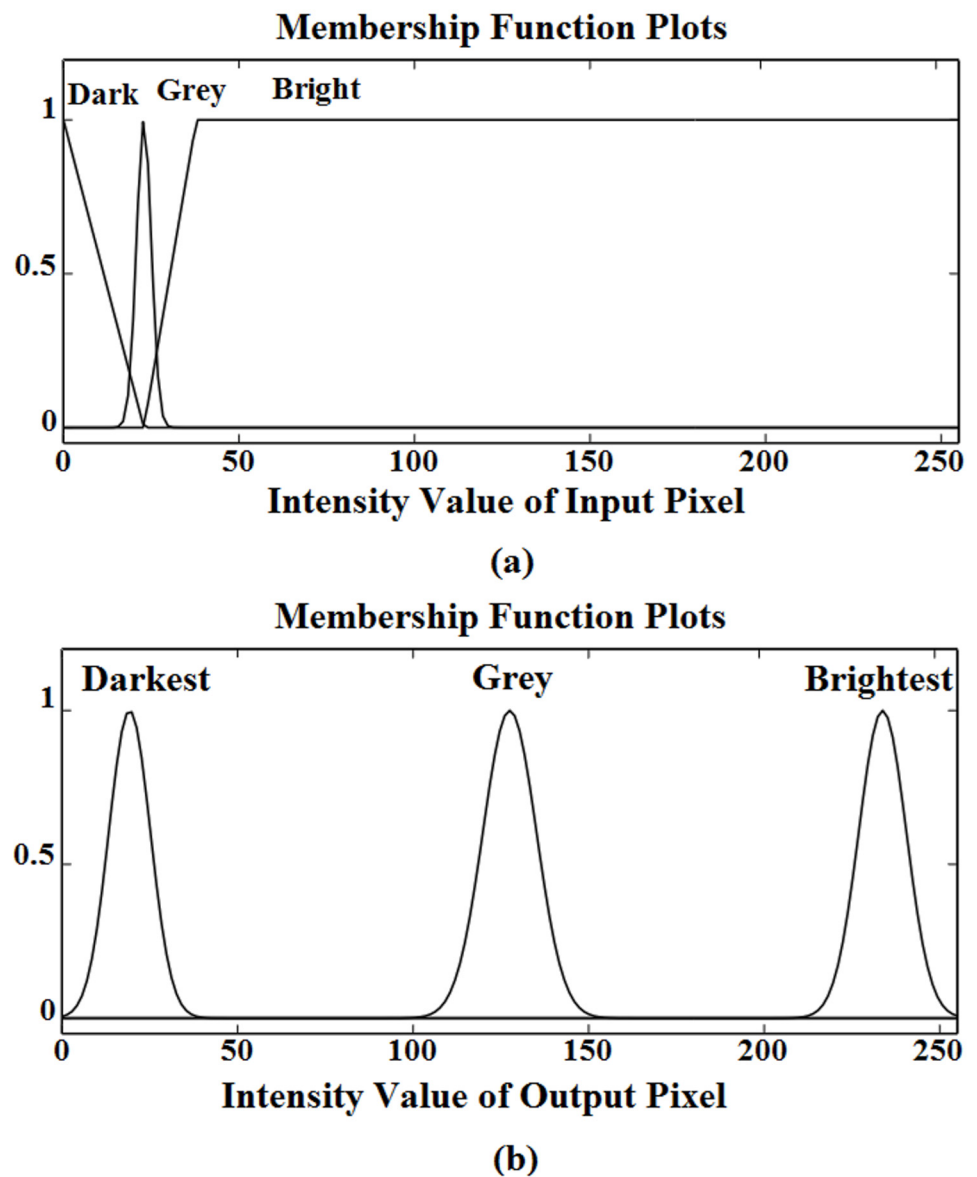 Membership Function Plots
Dark Grey Bright
1
0.5
0
0 50 100 150 200 250
Intensity Value of Input Pixel
(a)
Membership Function Plots
Darkest Grey Brightest
1
0.5
0
0 50 100 150 200 250
Intensity Value of Output Pixel
(b)